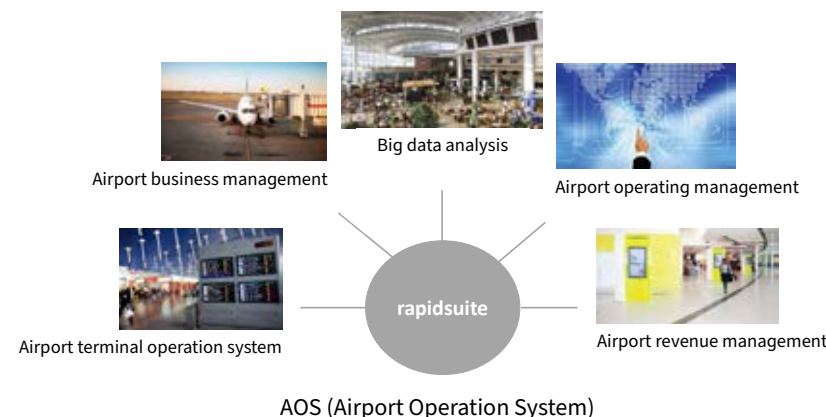 Big data analysis
Airport business management
Airport operating management
rapidsuite
Airport terminal operation system
Airport revenue management
AOS (Airport Operation System)